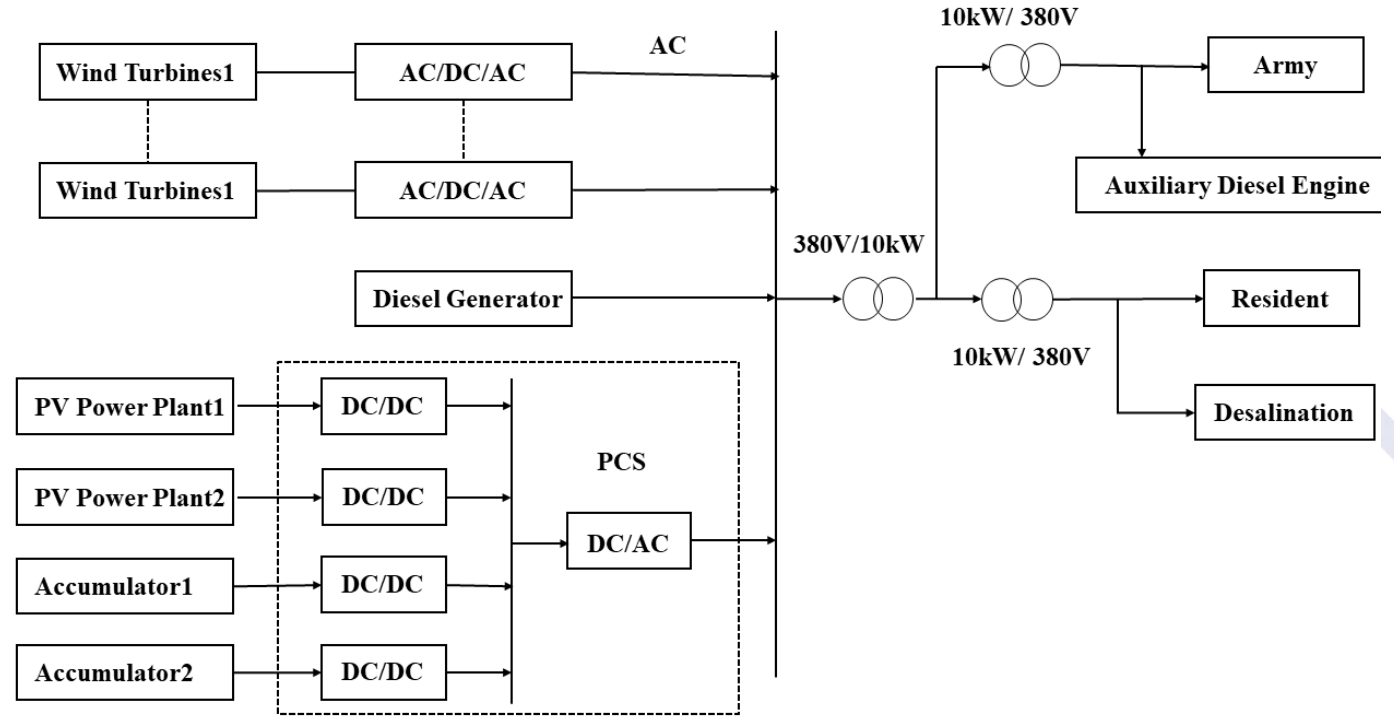 10kW/ 380V
AC
Wind Turbines1
AC/DC/AC
Army
Wind Turbines1
AC/DC/AC
Auxiliary Diesel Engine
380V/10kW
Diesel Generator
Resident
10kW/ 380V
PV Power Plant1
DC/DC
Desalination
PCS
PV Power Plant2
DC/DC
DC/AC
Accumulator1
DC/DC
Accumulator2
DC/DC